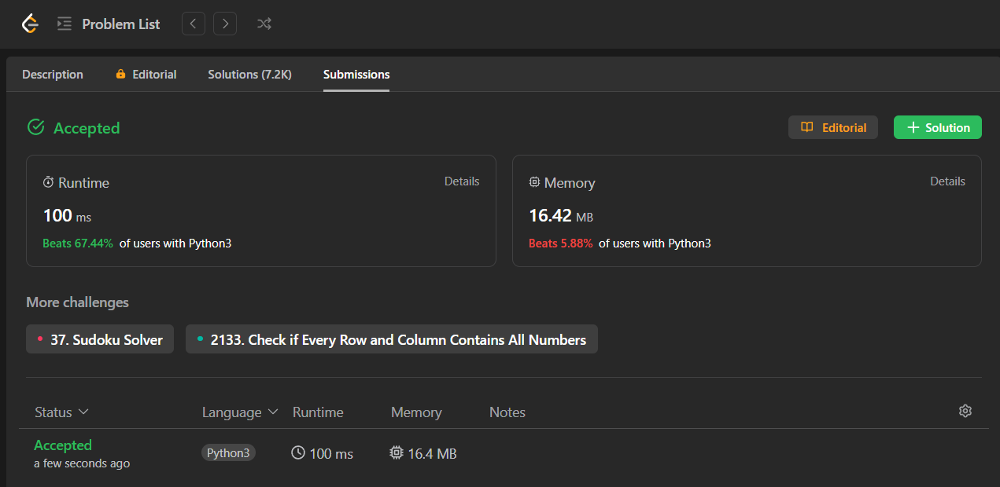 Problem List
Description Editorial Solutions (7.2K) Submissions
Accepted Editorial Solution
Runtime Details
100 ms
Beats 67.44% of users with Python3
Memory Details
16.42 MB
Beats 5.88% of users with Python3
More challenges
37. Sudoku Solver 2133. Check if Every Row and Column Contains All Numbers
Status Language Runtime Memory Notes
Accepted
a few seconds ago
Python3 100 ms 16.4 MB